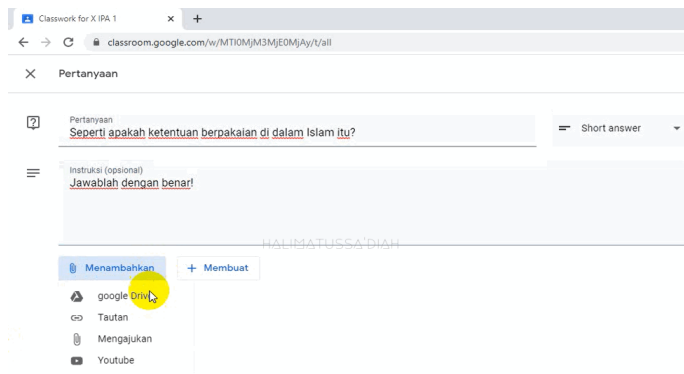 Classwork for X IPA 1
classroom.google.com/w/MTI0MjM3MjE0MjAy/t/all
Pertanyaan
Pertanyaan
Seperti apakah ketentuan berpakaian di dalam Islam itu?
Short answer
Instruksi (opsional)
Jawablah dengan benar!
HALIMATUSSA'DIAH
Menambahkan
+ Membuat
google Drive
Tautan
Mengajukan
Youtube